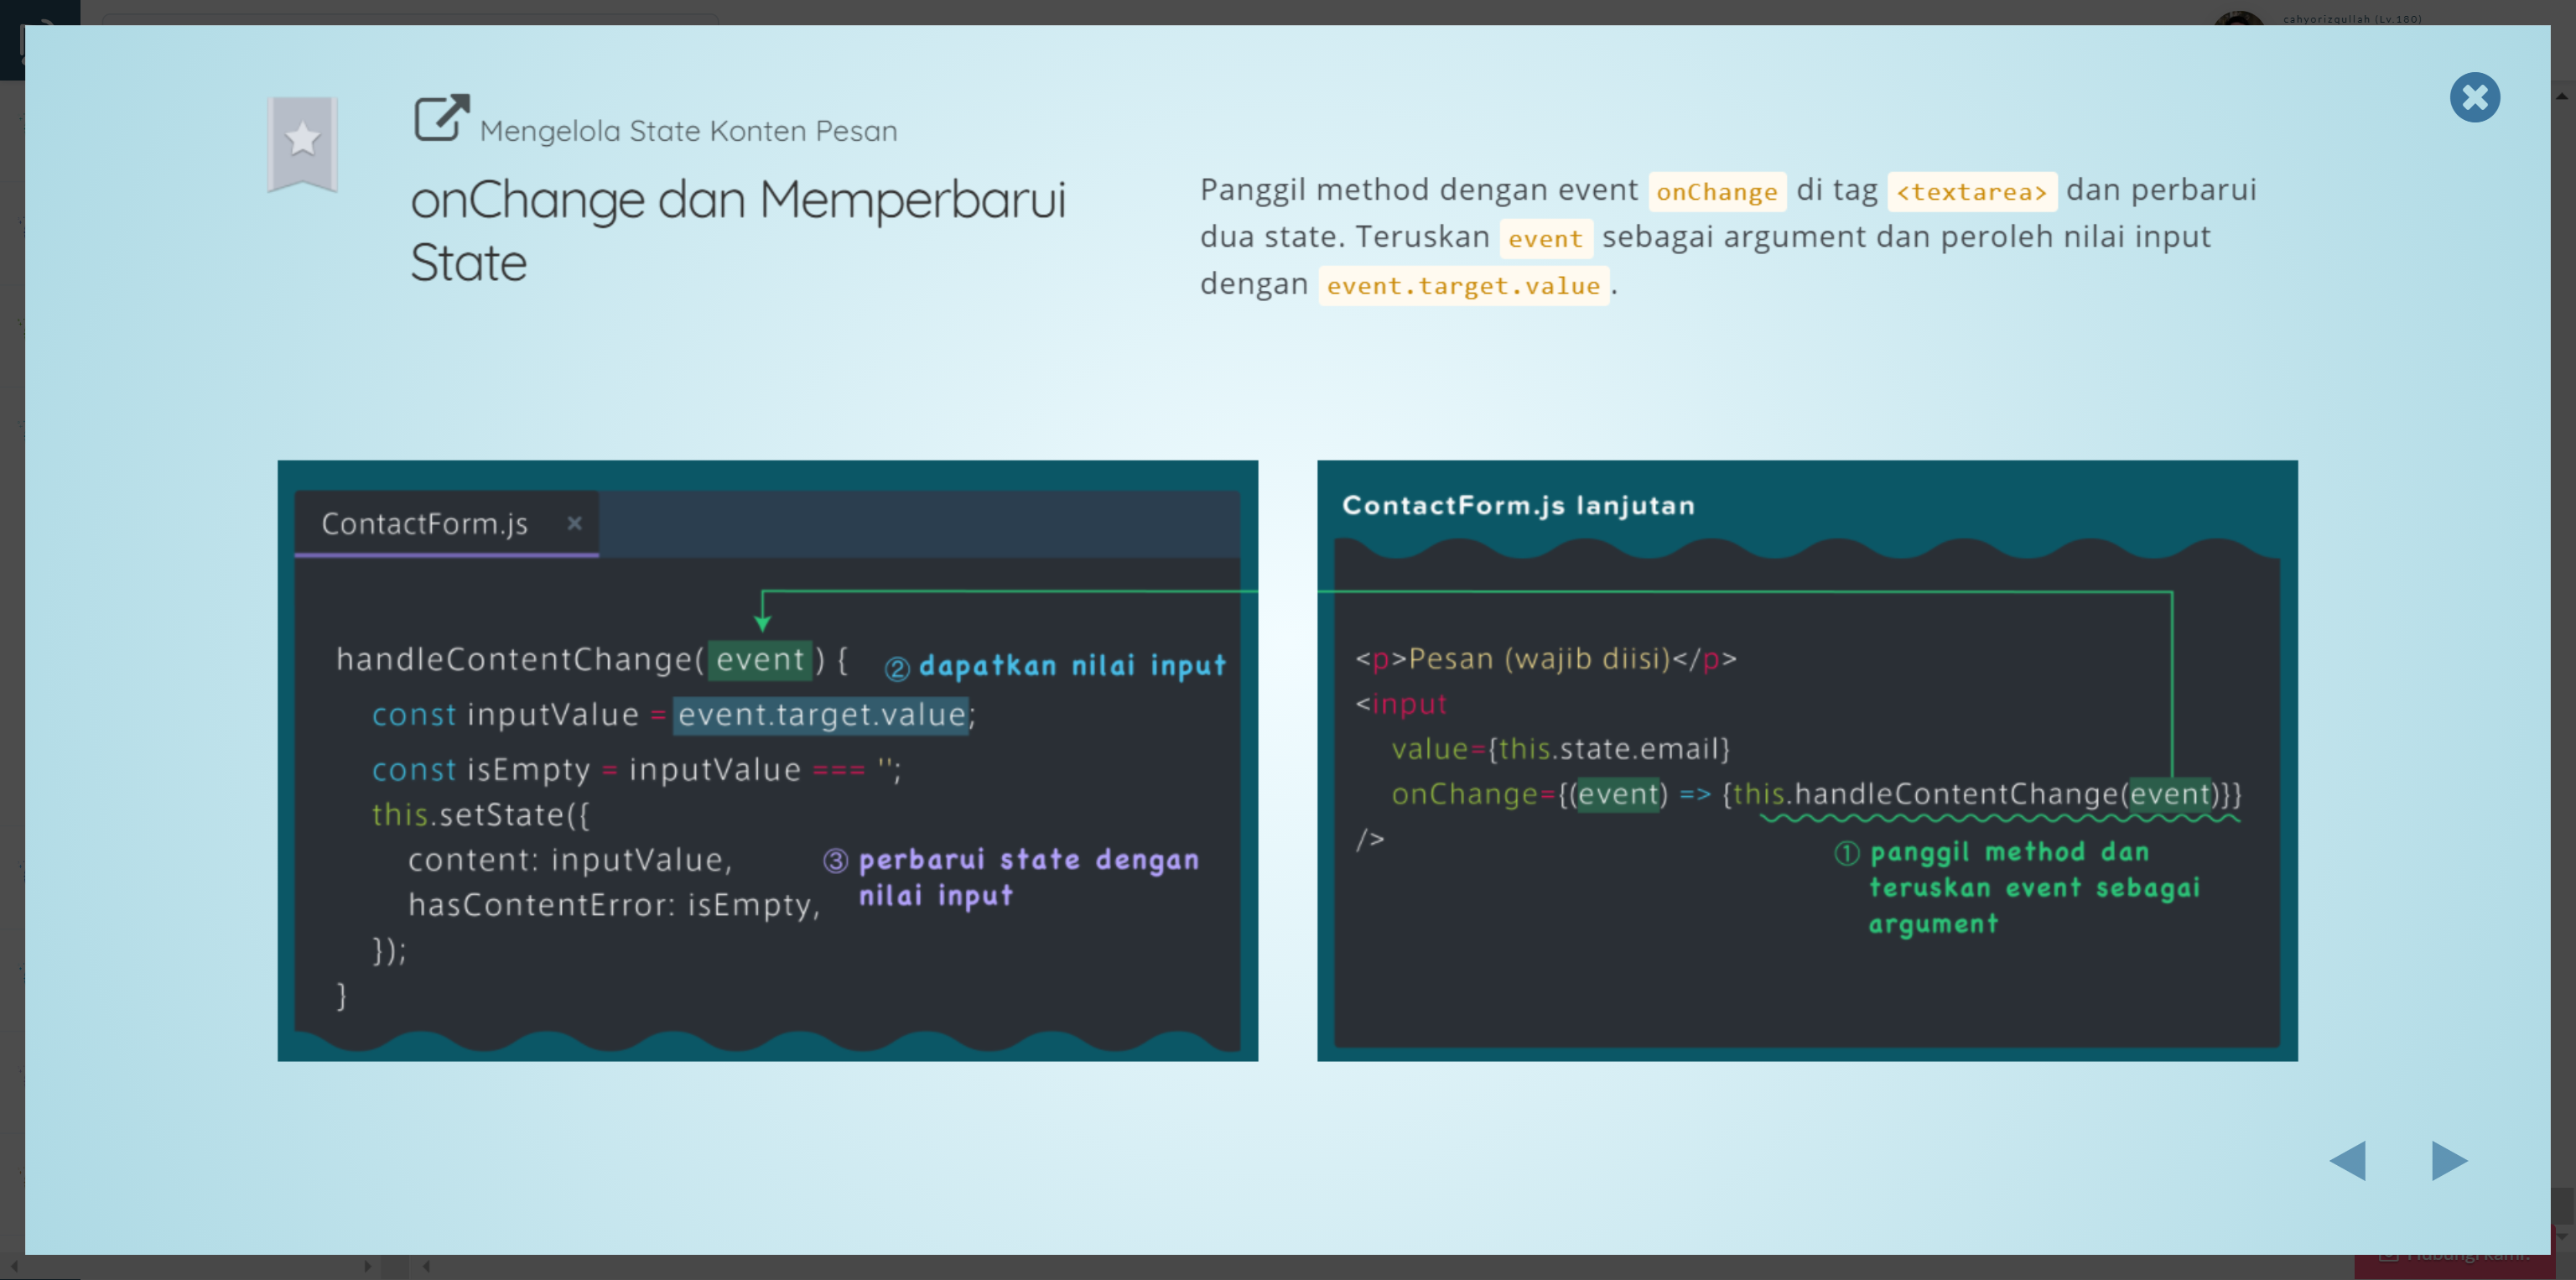 cahyorizqullah (Lv.180)
Mengelola State Konten Pesan
onChange dan Memperbarui
State
Panggil method dengan event onChange di tag <textarea> dan perbarui
dua state. Teruskan event sebagai argument dan peroleh nilai input
dengan event.target.value.
ContactForm.js ×
handleContentChange(event) { ② dapatkan nilai input
const inputValue = event.target.value;
const isEmpty = inputValue === '';
this.setState({
content: inputValue,
hasContentError: isEmpty,
③ perbarui state dengan
nilai input
});
}
ContactForm.js lanjutan
<p>Pesan (wajib diisi)</p>
<input
value={this.state.email}
onChange={(event) => {this.handleContentChange(event)}}
/>
① panggil method dan
teruskan event sebagai
argument
Hubungi kami